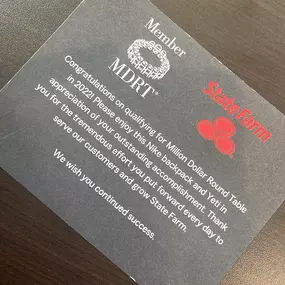 Member
MDRT®
StateFarm
Congratulations on qualifying for Million Dollar Round Table
in 2022! Please enjoy this Nike backpack and Yeti in
appreciation of your outstanding accomplishment. Thank
you for the tremendous effort you put forward every day to
serve our customers and grow State Farm.
We wish you continued success.